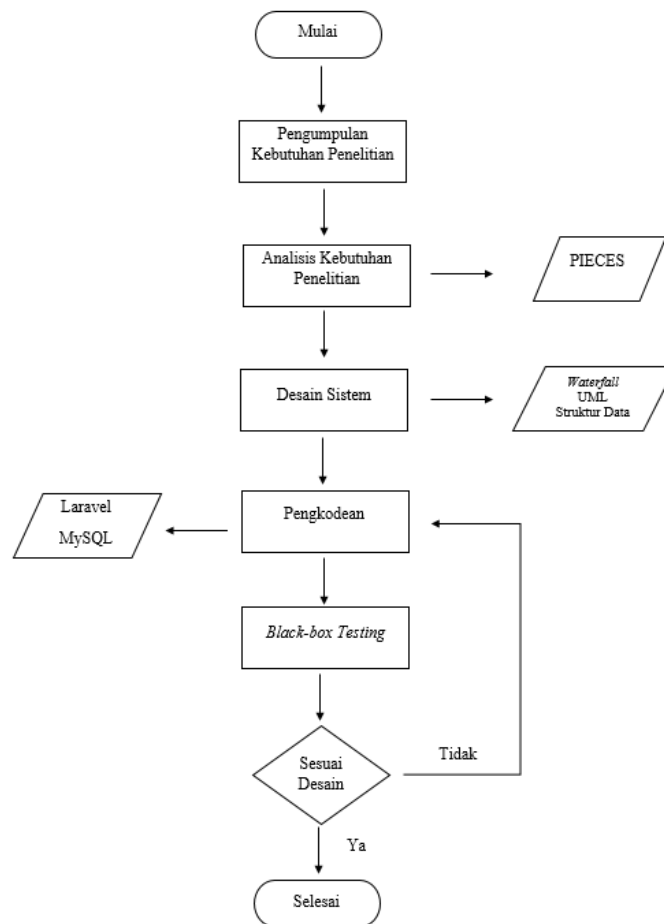 Mulai
Pengumpulan
Kebutuhan Penelitian
Analisis Kebutuhan
Penelitian
PIECES
Desain Sistem
Waterfall
UML
Struktur Data
Laravel
MySQL
Pengkodean
Black-box Testing
Sesuai
Desain
Tidak
Ya
Selesai